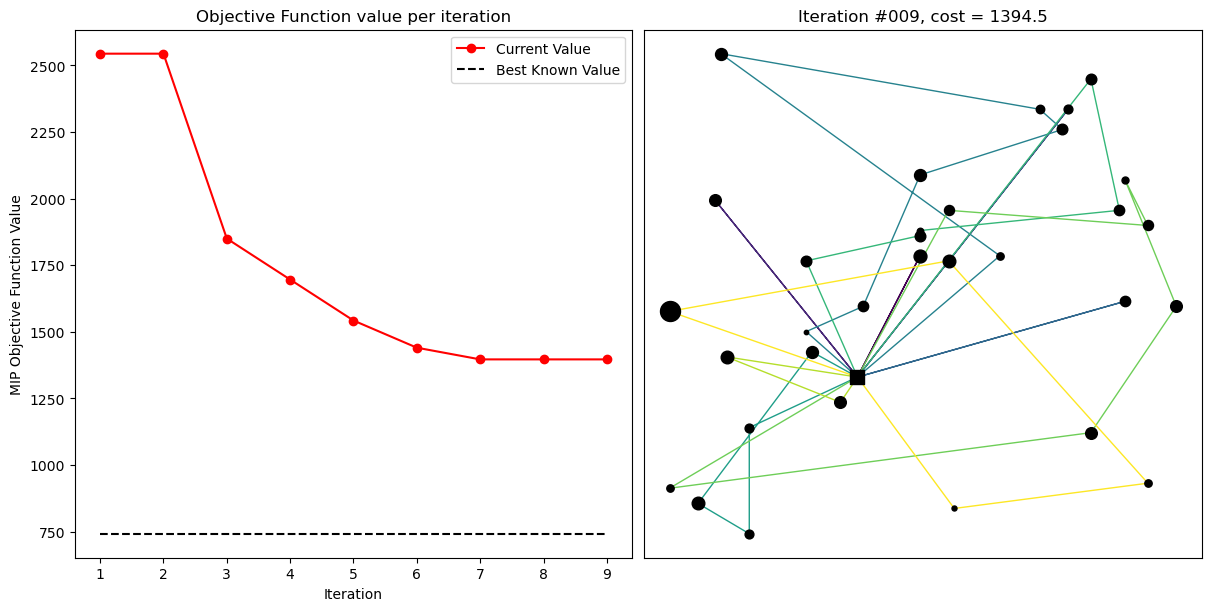 Objective Function value per iteration
Current Value
Best Known Value
MIP Objective Function Value
2500
2250
2000
1750
1500
1250
1000
750
1 2 3 4 5 6 7 8 9
Iteration
Iteration #009, cost = 1394.5